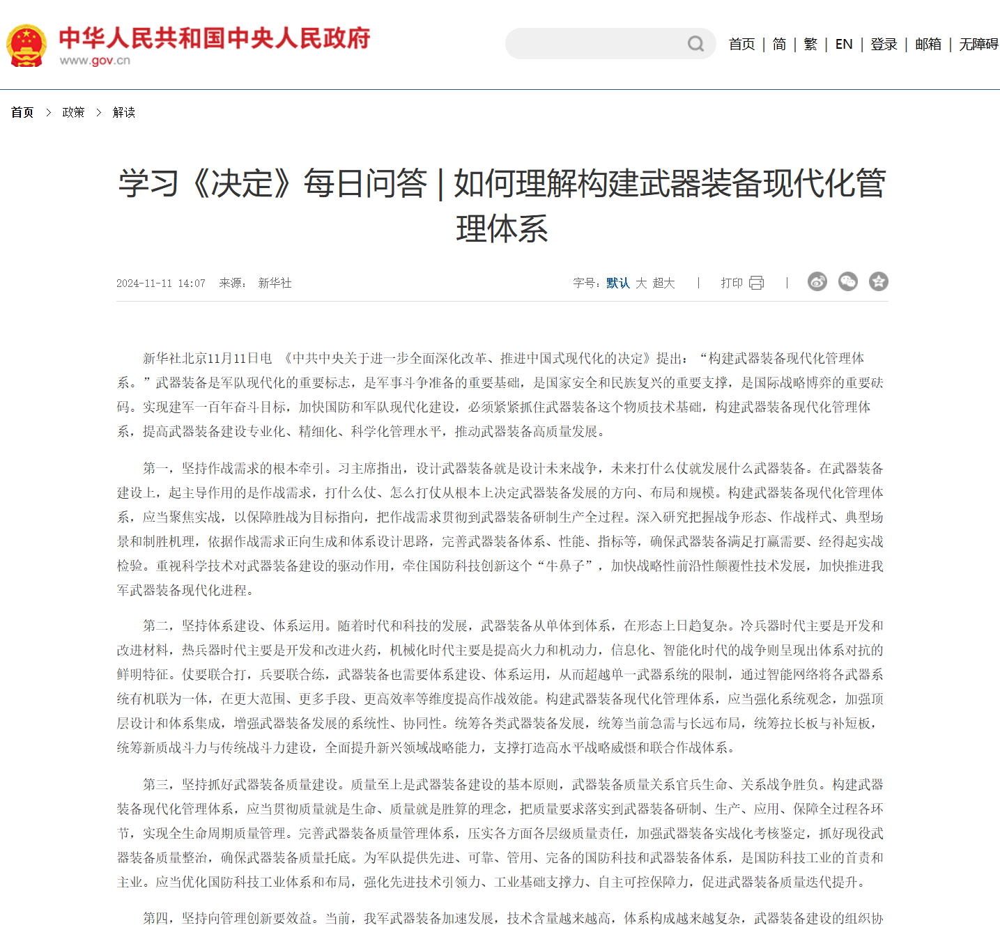 中华人民共和国中央人民政府
www.gov.cn
首页 | 简 | 繁 | EN | 登录 | 邮箱 | 无障碍
首页 > 政策 > 解读
学习《决定》每日问答 | 如何理解构建武器装备现代化管
理体系
2024-11-11 14:07 来源： 新华社 字号：默认 大 超大 | 打印 |
新华社北京11月11日电 《中共中央关于进一步全面深化改革、推进中国式现代化的决定》提出：“构建武器装备现代化管理体
系。”武器装备是军队现代化的重要标志，是军事斗争准备的重要基础，是国家安全和民族复兴的重要支撑，是国际战略博弈的重要砝
码。实现建军一百年奋斗目标，加快国防和军队现代化建设，必须紧紧抓住武器装备这个物质技术基础，构建武器装备现代化管理体
系，提高武器装备建设专业化、精细化、科学化管理水平，推动武器装备高质量发展。
第一，坚持作战需求的根本牵引。习主席指出，设计武器装备就是设计未来战争，未来打什么仗就发展什么武器装备。在武器装备
建设上，起主导作用的是作战需求，打什么仗、怎么打仗从根本上决定武器装备发展的方向、布局和规模。构建武器装备现代化管理体
系，应当聚焦实战，以保障胜战为目标指向，把作战需求贯彻到武器装备研制生产全过程。深入研究把握战争形态、作战样式、典型场
景和制胜机理，依据作战需求正向生成和体系设计思路，完善武器装备体系、性能、指标等，确保武器装备满足打赢需要、经得起实战
检验。重视科学技术对武器装备建设的驱动作用，牵住国防科技创新这个“牛鼻子”，加快战略性前沿性颠覆性技术发展，加快推进我
军武器装备现代化进程。
第二，坚持体系建设、体系运用。随着时代和科技的发展，武器装备从单体到体系，在形态上日趋复杂。冷兵器时代主要是开发和
改进材料，热兵器时代主要是开发和改进火药，机械化时代主要是提高火力和机动力，信息化、智能化时代的战争则呈现出体系对抗的
鲜明特征。仗要联合打，兵要联合练，武器装备也需要体系建设、体系运用，从而超越单一武器系统的限制，通过智能网络将各武器系
统有机联为一体，在更大范围、更多手段、更高效率等维度提高作战效能。构建武器装备现代化管理体系，应当强化系统观念，加强顶
层设计和体系集成，增强武器装备发展的系统性、协同性。统筹各类武器装备发展，统筹当前急需与长远布局，统筹拉长板与补短板，
统筹新质战斗力与传统战斗力建设，全面提升新兴领域战略能力，支撑打造高水平战略威慑和联合作战体系。
第三，坚持抓好武器装备质量建设。质量至上是武器装备建设的基本原则，武器装备质量关系官兵生命、关系战争胜负。构建武器
装备现代化管理体系，应当贯彻质量就是生命、质量就是胜算的理念，把质量要求落实到武器装备研制、生产、应用、保障全过程各环
节，实现全生命周期质量管理。完善武器装备质量管理体系，压实各方面各层级质量责任，加强武器装备实战化考核鉴定，抓好现役武
器装备质量整治，确保武器装备质量托底。为军队提供先进、可靠、管用、完备的国防科技和武器装备体系，是国防科技工业的首责和
主业。应当优化国防科技工业体系和布局，强化先进技术引领力、工业基础支撑力、自主可控保障力，促进武器装备质量迭代提升。
第四，坚持向管理创新要效益。当前，我军武器装备加速发展，技术含量越来越高，体系构成越来越复杂，武器装备建设的组织协